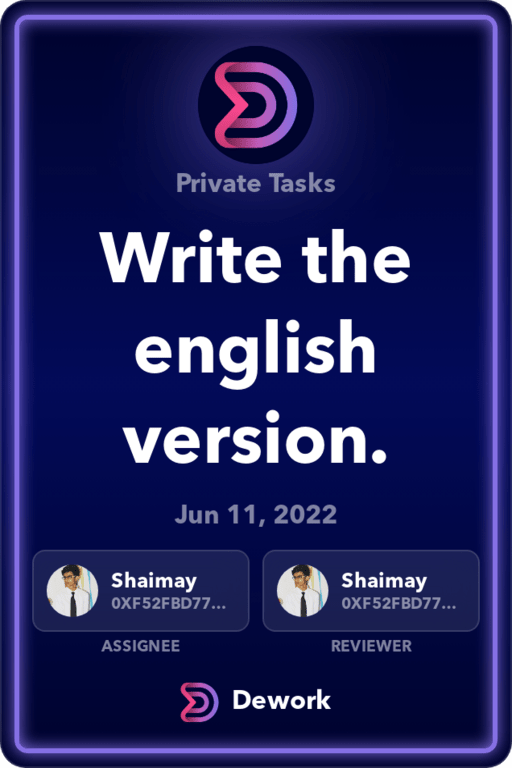 Private Tasks
Write the
english
version.
Jun 11, 2022
Shaimay
0XF52FBD77...
ASSIGNEE
Shaimay
0XF52FBD77...
REVIEWER
Dework